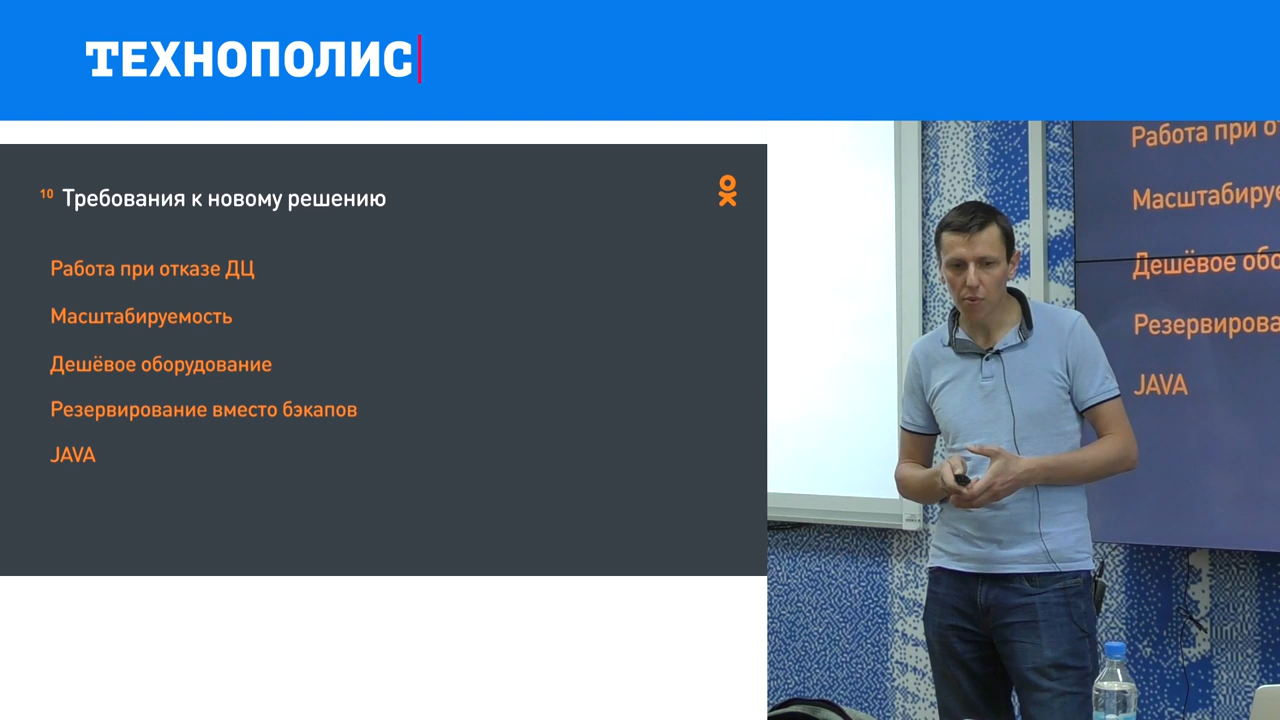 ТЕХНОПОЛИС
10 Требования к новому решению
Работа при отказе ДЦ
Масштабируемость
Дешёвое оборудование
Резервирование вместо бэкапов
JAVA
Работа при от
Масштабируе
Дешёвое обо
Резервирова
JAVA